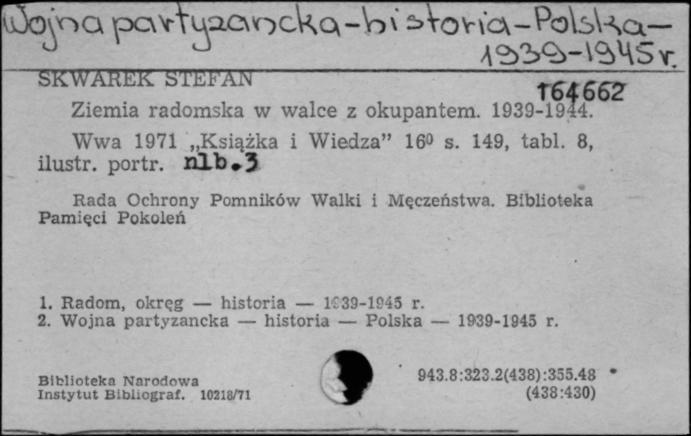 Wojna partyzancka-historia-Polska-
1939-1945 r.
SKWAREK STEFAN
164662
Ziemia radomska w walce z okupantem. 1939-1944.
Wwa 1971 „Książka i Wiedza” 16⁰ s. 149, tabl. 8,
ilustr. portr. nlb. 3
Rada Ochrony Pomników Walki i Męczeństwa. Biblioteka
Pamięci Pokoleń
1. Radom, okręg — historia — 1939-1945 r.
2. Wojna partyzancka — historia — Polska — 1939-1945 r.
Biblioteka Narodowa
Instytut Bibliograf. 10218/71
943.8:323.2(438):355.48
(438:430)